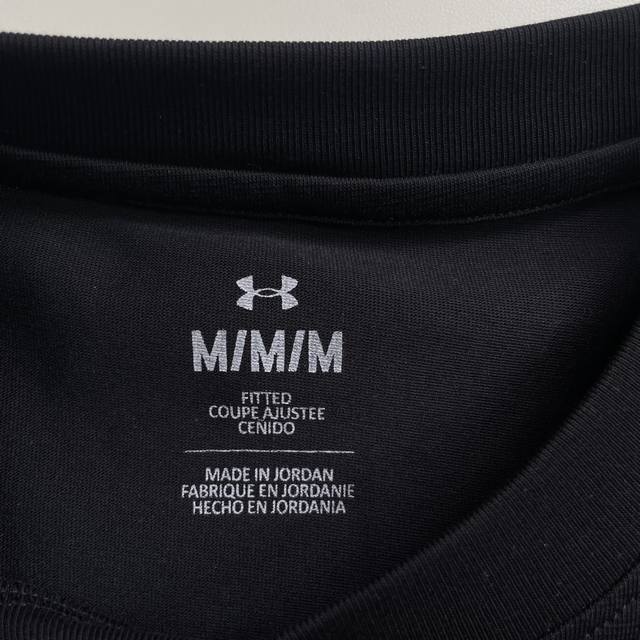 M/M/M
FITTED
COUPE AJUSTEE
CENIDO
MADE IN JORDAN
FABRIQUE EN JORDANIE
HECHO EN JORDANIA